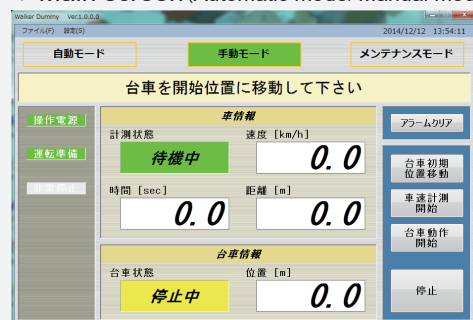 Walker Dummy Ver.1.0.0.0
ファイル(F) 設定(S) 2014/12/12 13:54:11
自動モード 手動モード メンテナンスモード
台車を開始位置に移動して下さい
操作電源
運転準備
非常停止
車情報
計測状態 速度 [km/h]
待機中 0.0
時間 [sec] 距離 [m]
0.0 0.0
台車情報
台車状態 位置 [m]
停止中 0.0
アラームクリア
台車初期
位置移動
車速計測
開始
台車動作
開始
停止